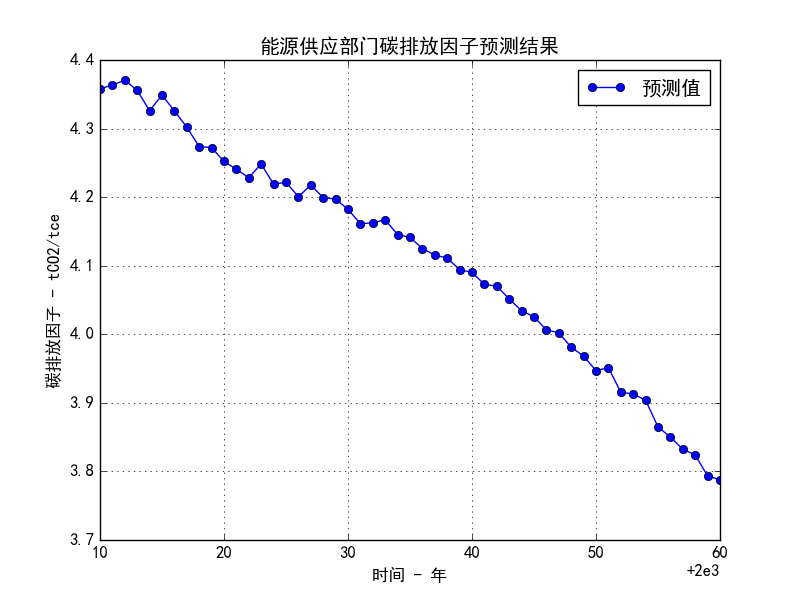 能源供应部门碳排放因子预测结果
预测值
4.4
4.3
4.2
4.1
4.0
3.9
3.8
3.7
碳排放因子 - tCO2/tce
10 20 30 40 50 60
+2e3
时间 - 年